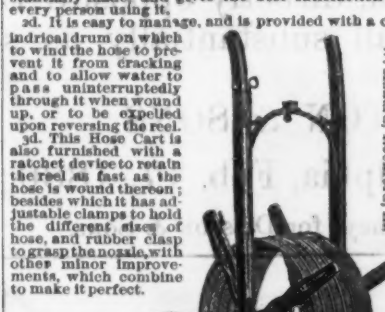 every person using it.
2d. It is easy to manage, and is provided with a
indrical drum on which
to wind the hose to pre-
vent it from cracking
and to allow water to
pass uninterruptedly
through it when wound
up, or to be expelled
upon reversing the reel.
3d. This Hose Cart is
also furnished with a
ratchet device to retain
the reel as fast as the
hose is wound thereon;
besides which it has ad-
justable clamps to hold
the different sizes of
hose, and rubber clasp
to grasp the nozzle, with
other minor improve-
ments, which combine
to make it perfect.